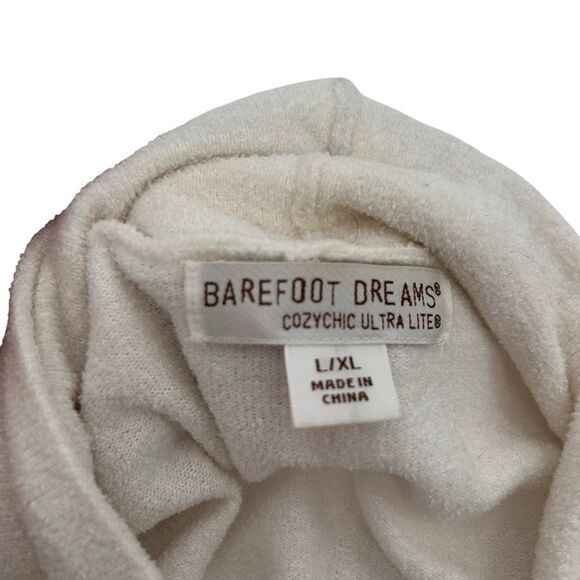 BAREFOOT DREAMS®
COZYCHIC ULTRA LITE®
L/XL
MADE IN
CHINA